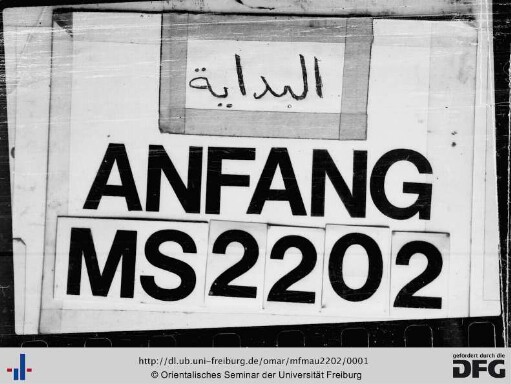 البداية
ANFANG
MS2202
http://dl.ub.uni-freiburg.de/omar/mfmau2202/0001
© Orientalisches Seminar der Universität Freiburg
gefördert durch die
DFG